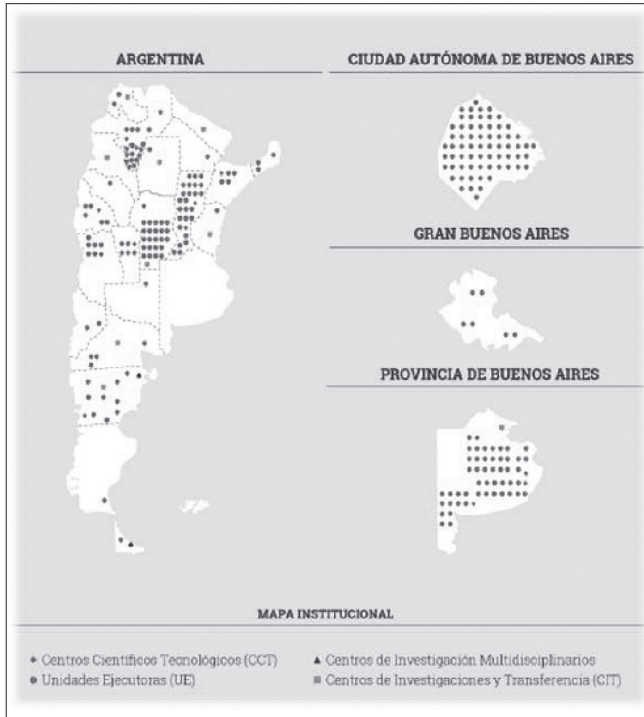 ARGENTINA
CIUDAD AUTÓNOMA DE BUENOS AIRES
GRAN BUENOS AIRES
PROVINCIA DE BUENOS AIRES
MAPA INSTITUCIONAL
Centros Científicos Tecnológicos (CCT)
Unidades Ejecutoras (UE)
Centros de Investigación Multidisciplinarios
Centros de Investigaciones y Transferencia (CIT)